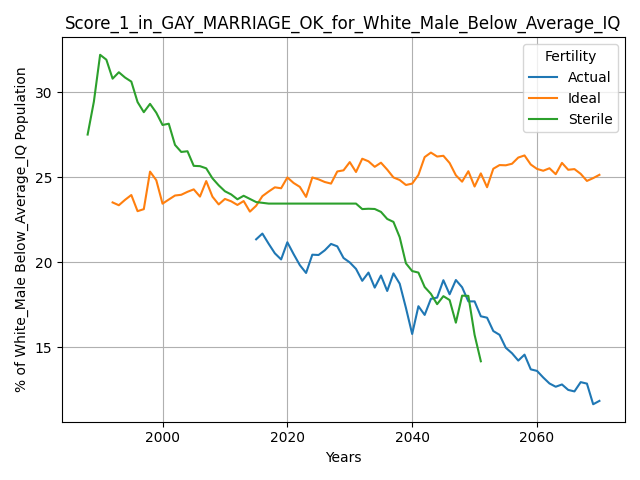 Score_1_in_GAY_MARRIAGE_OK_for_White_Male_Below_Average_IQ
% of White_Male Below_Average_IQ Population
30
25
20
15
Fertility
Actual
Ideal
Sterile
2000
2020
2040
2060
Years